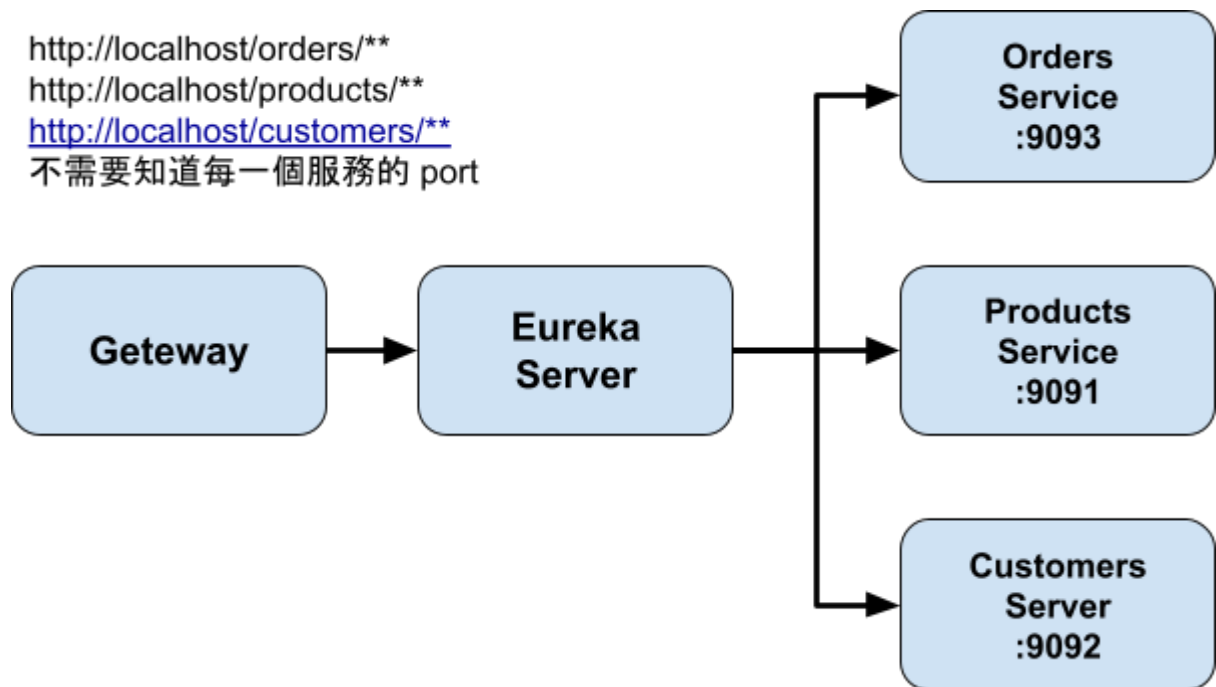 http://localhost/orders/**
http://localhost/products/**
http://localhost/customers/**
不需要知道每一個服務的 port
Geteway
Eureka
Server
Orders
Service
:9093
Products
Service
:9091
Customers
Server
:9092